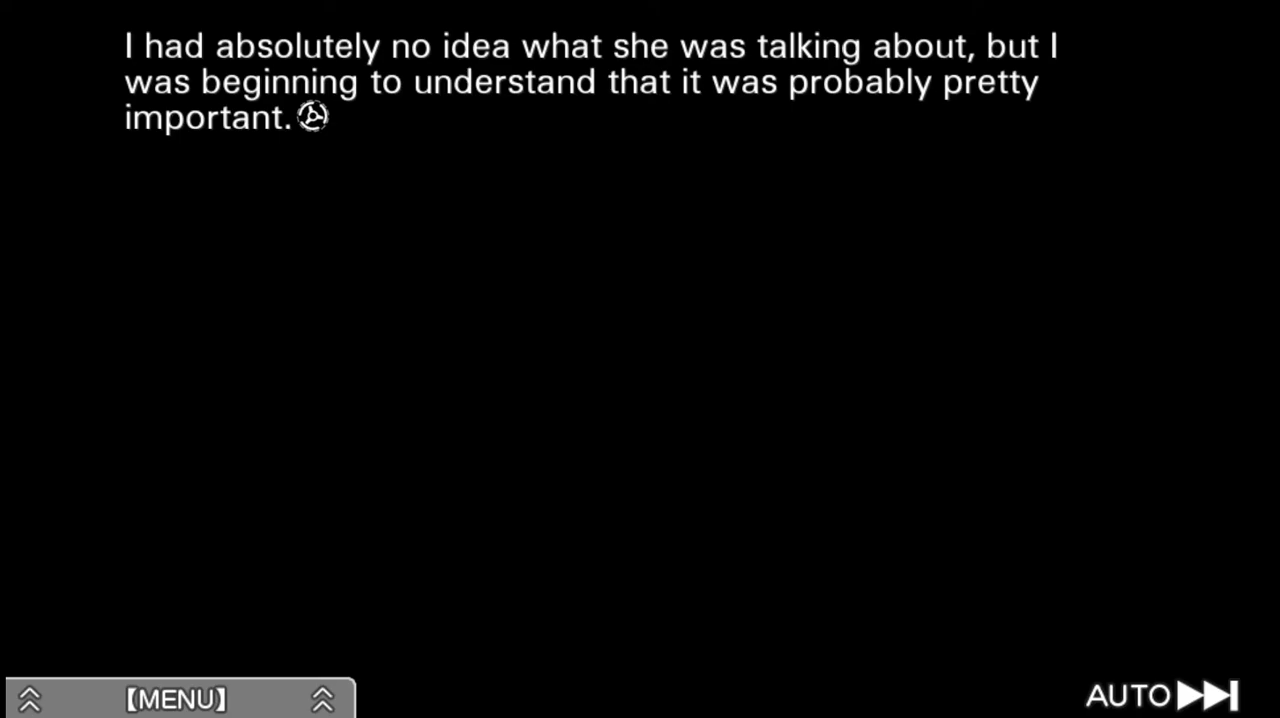 I had absolutely no idea what she was talking about, but I
was beginning to understand that it was probably pretty
important.
【MENU】
AUTO